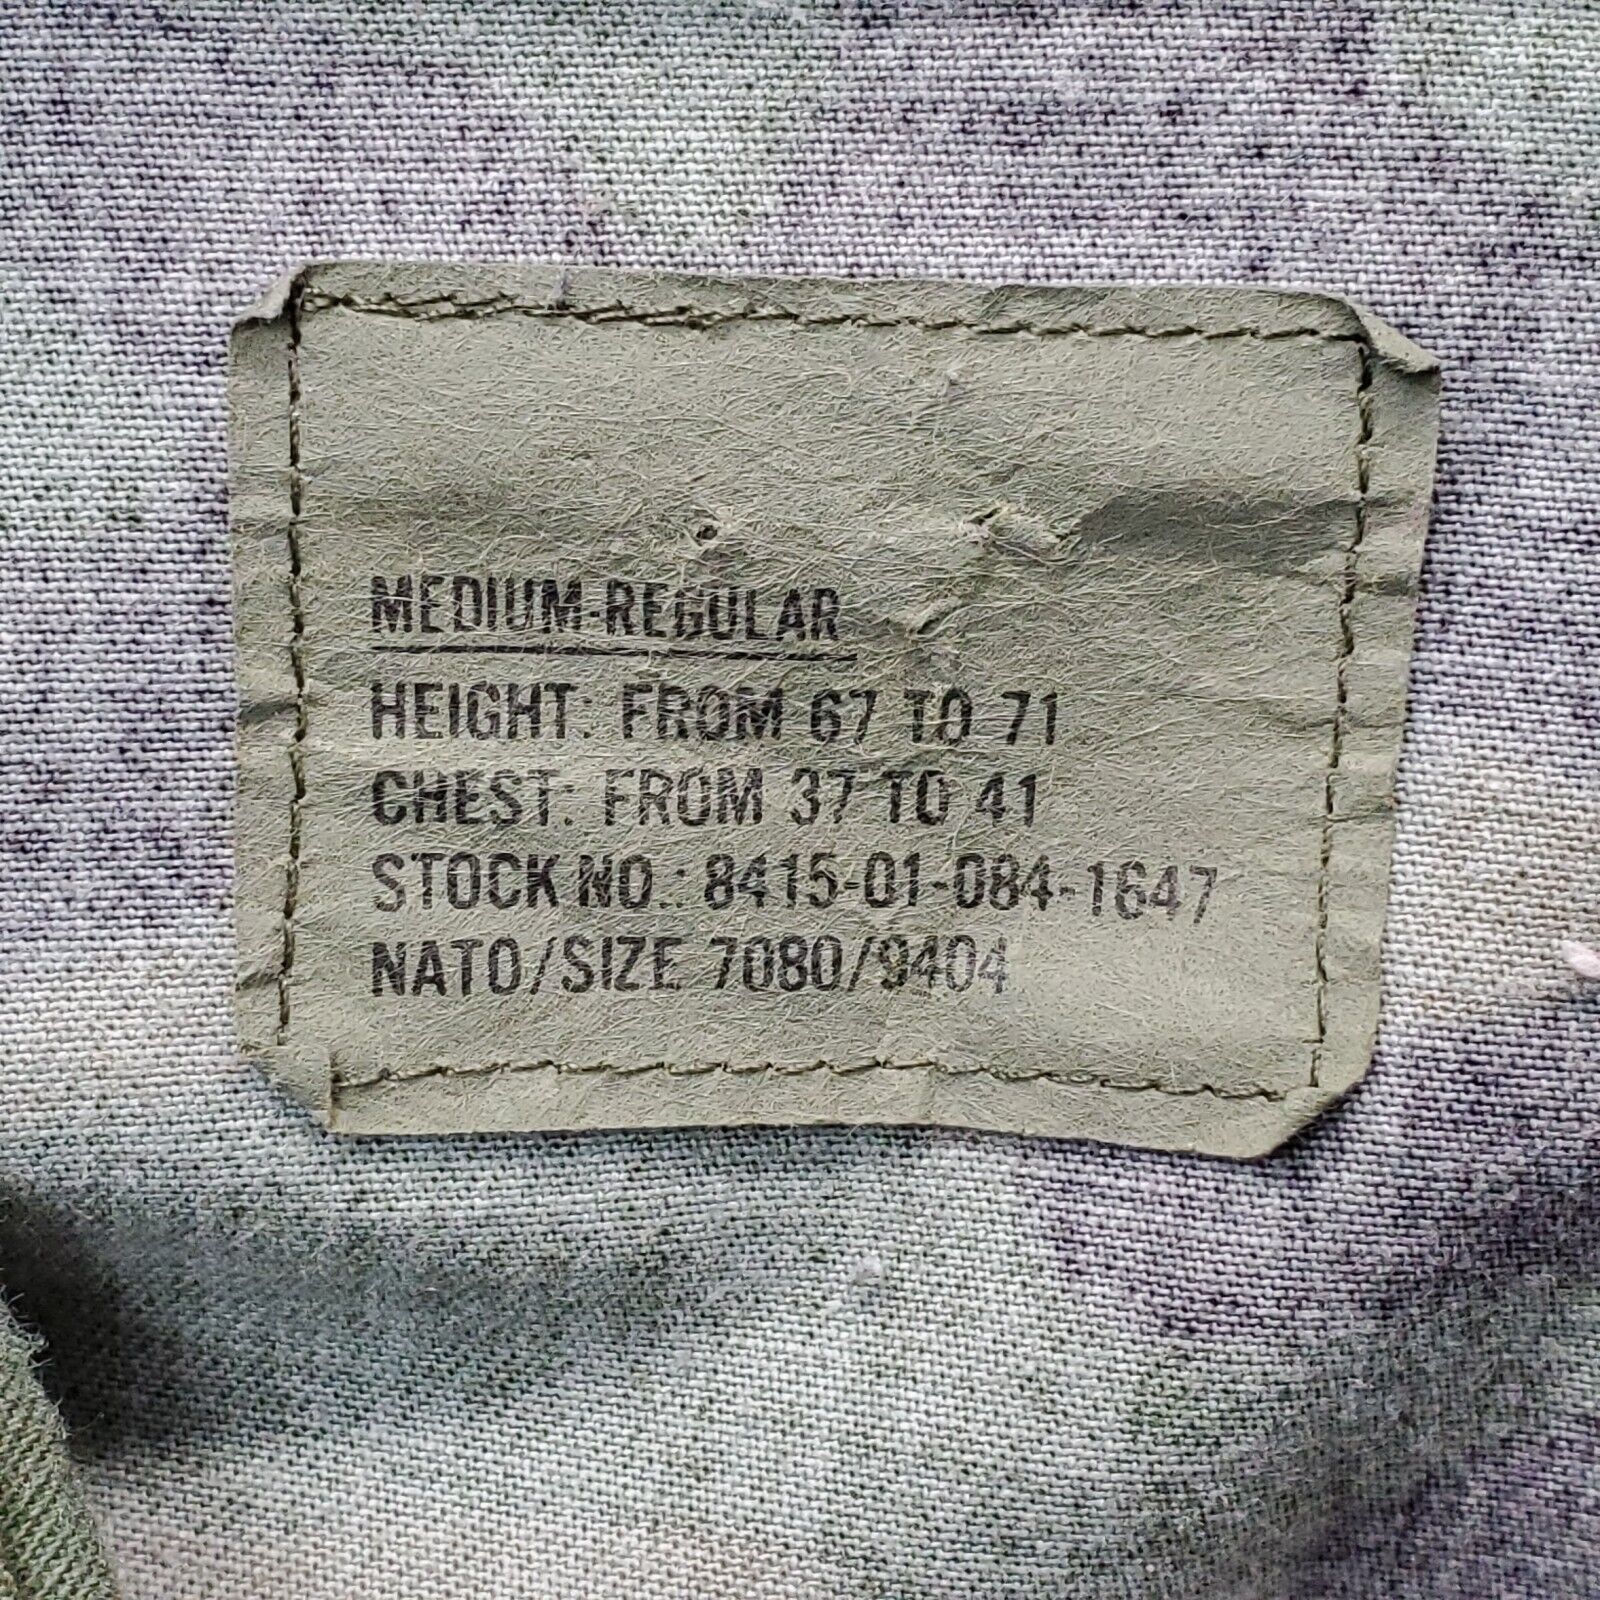 MEDIUM-REGULAR
HEIGHT: FROM 67 TO 71
CHEST: FROM 37 TO 41
STOCK NO.: 8415-01-084-1647
NATO/SIZE 7080/9404